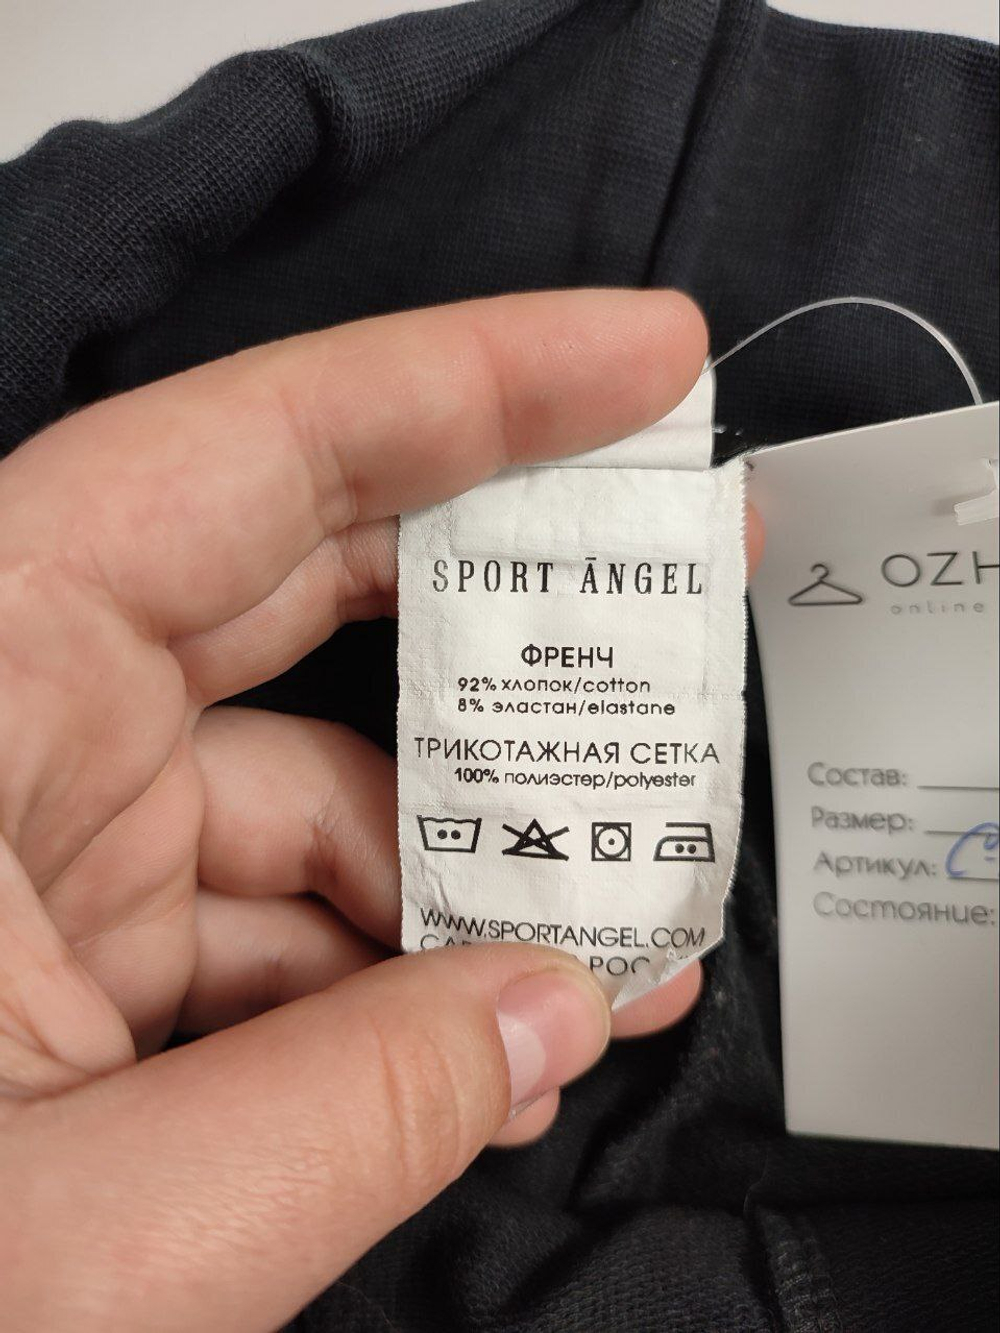 SPORT ĀNGEL
ФРЕНЧ
92% хлопок/cotton
8% эластан/elastane
ТРИКОТАЖНАЯ СЕТКА
100% полиэстер/polyester
WWW.SPORTANGEL.COM
OZH
online
Состав:
Размер:
Артикул:
Состояние: